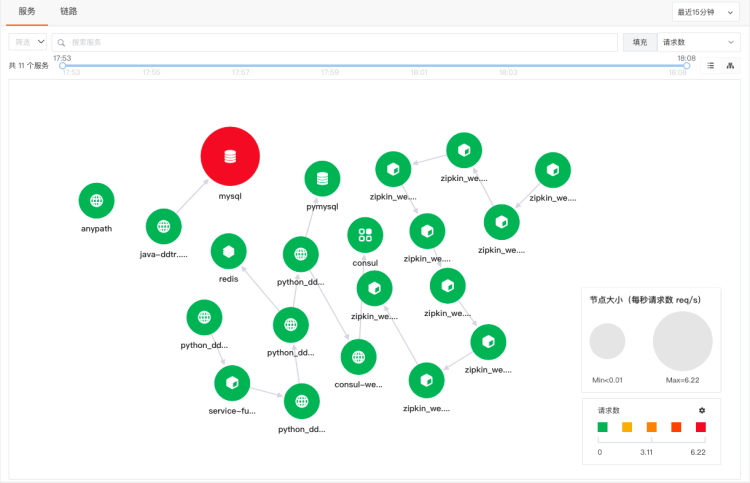 服务 链路
最近15分钟
筛选 搜索服务 填充 请求数
共 11 个服务 17:53 18:08
17:53 17:55 17:57 17:59 18:01 18:03 18:08
mysql
anypath
java-ddtr....
pymysql
zipkin_we....
zipkin_we....
zipkin_we....
zipkin_we....
zipkin_we....
consul
redis
python_dd...
zipkin_we....
zipkin_we....
python_dd...
python_dd...
consul-we...
zipkin_we....
zipkin_we....
service-fu...
python_dd...
节点大小（每秒请求数 req/s）
Min<0.01 Max=6.22
请求数
0 3.11 6.22